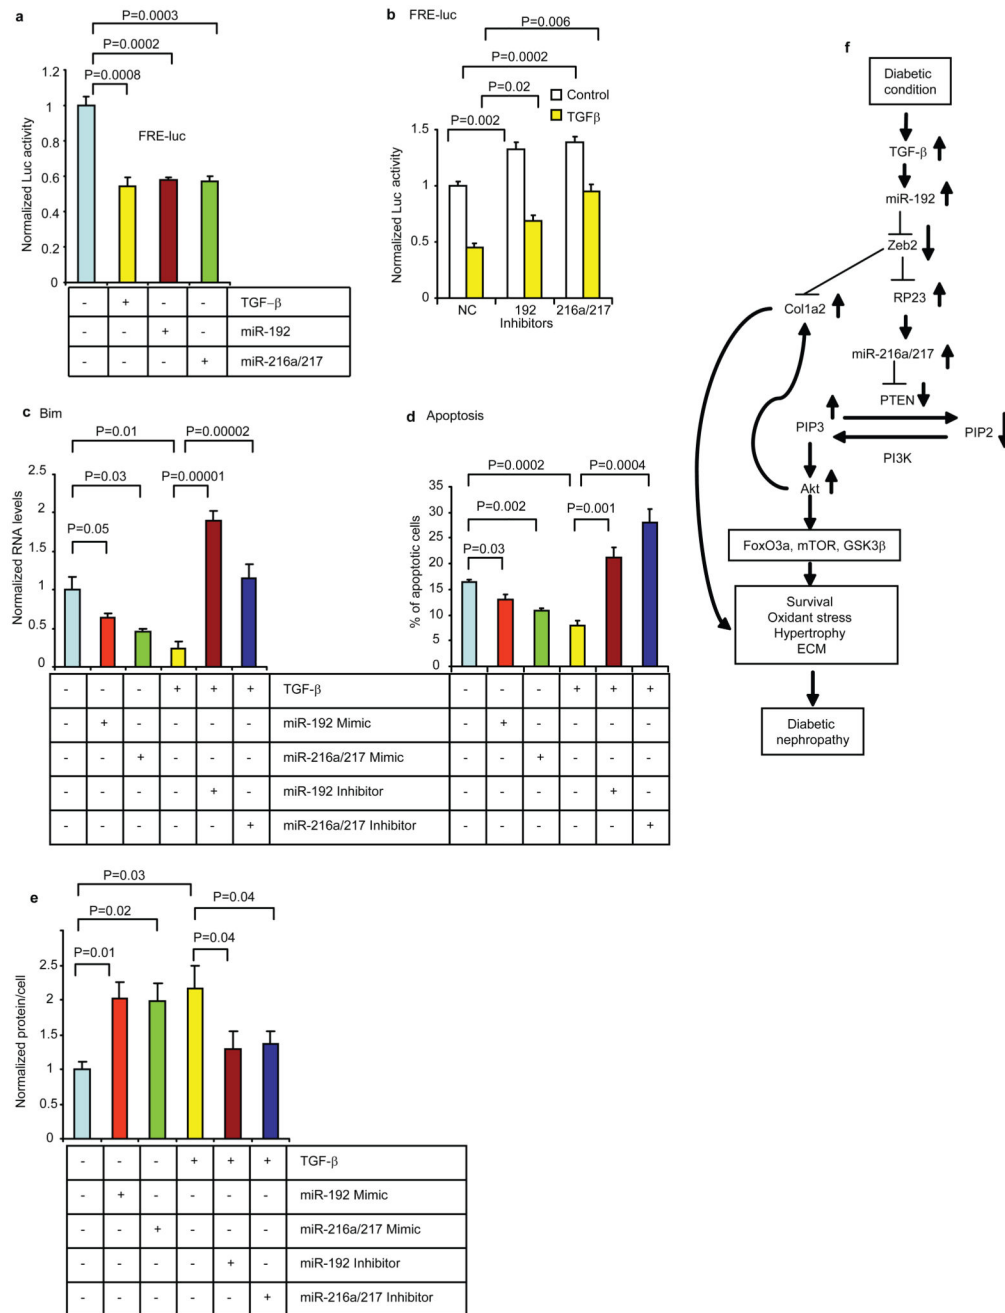 a
P=0.0003
P=0.0002
P=0.0008
FRE-luc
Normalized Luc activity
1.2
1
0.8
0.6
0.4
0.2
0
- + - - TGF–β
- - + - miR-192
- - - + miR-216a/217
b FRE-luc
P=0.006
P=0.0002
P=0.02
P=0.002
Control
TGFβ
Normalized Luc activity
1.5
1
0.5
0
NC 192 216a/217
Inhibitors
c Bim
P=0.01 P=0.00002
P=0.03 P=0.00001
P=0.05
Normalized RNA levels
2.5
2
1.5
1
0.5
0
d Apoptosis
P=0.0002 P=0.0004
P=0.002 P=0.001
P=0.03
% of apoptotic cells
35
30
25
20
15
10
5
0
- - - + + + TGF-β - - - + + +
- + - - - - miR-192 Mimic - + - - - -
- - + - - - miR-216a/217 Mimic - - + - - -
- - - - + - miR-192 Inhibitor - - - - + -
- - - - - + miR-216a/217 Inhibitor - - - - - +
e
P=0.03
P=0.04
P=0.02
P=0.04
P=0.01
Normalized protein/cell
2.5
2
1.5
1
0.5
0
- - - + + + TGF-β
- + - - - - miR-192 Mimic
- - + - - - miR-216a/217 Mimic
- - - - + - miR-192 Inhibitor
- - - - - + miR-216a/217 Inhibitor
f
Diabetic
condition
TGF-β
miR-192
Zeb2
Col1a2
RP23
miR-216a/217
PTEN
PIP3
PIP2
PI3K
Akt
FoxO3a, mTOR, GSK3β
Survival
Oxidant stress
Hypertrophy
ECM
Diabetic
nephropathy